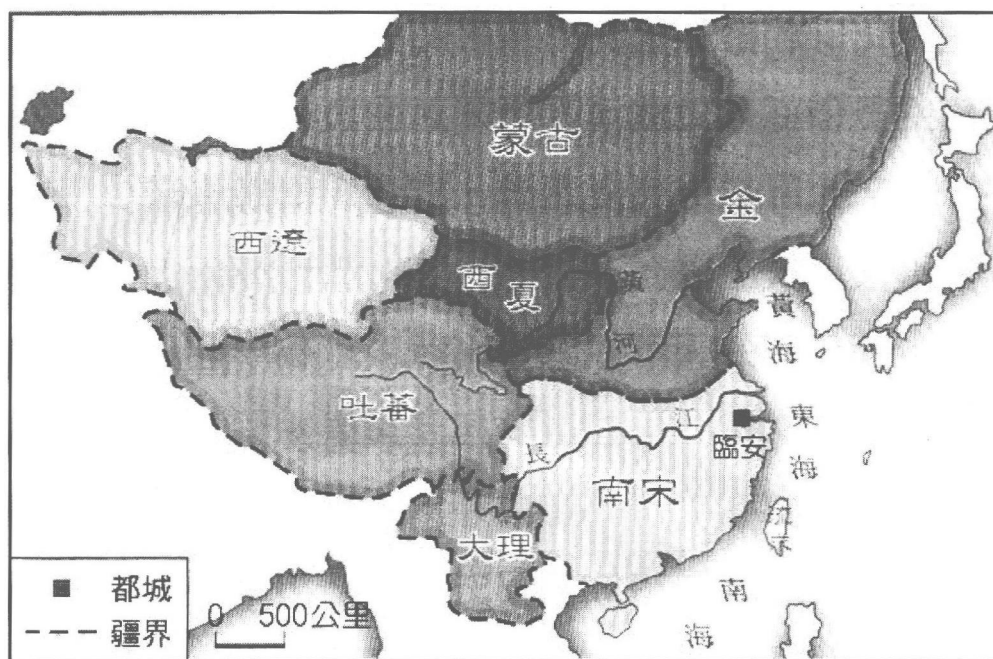 蒙古
金
西遼
西夏
黃河
黃海
吐蕃
長江
臨安
東海
南宋
大理
南海
都城
疆界
0 500公里